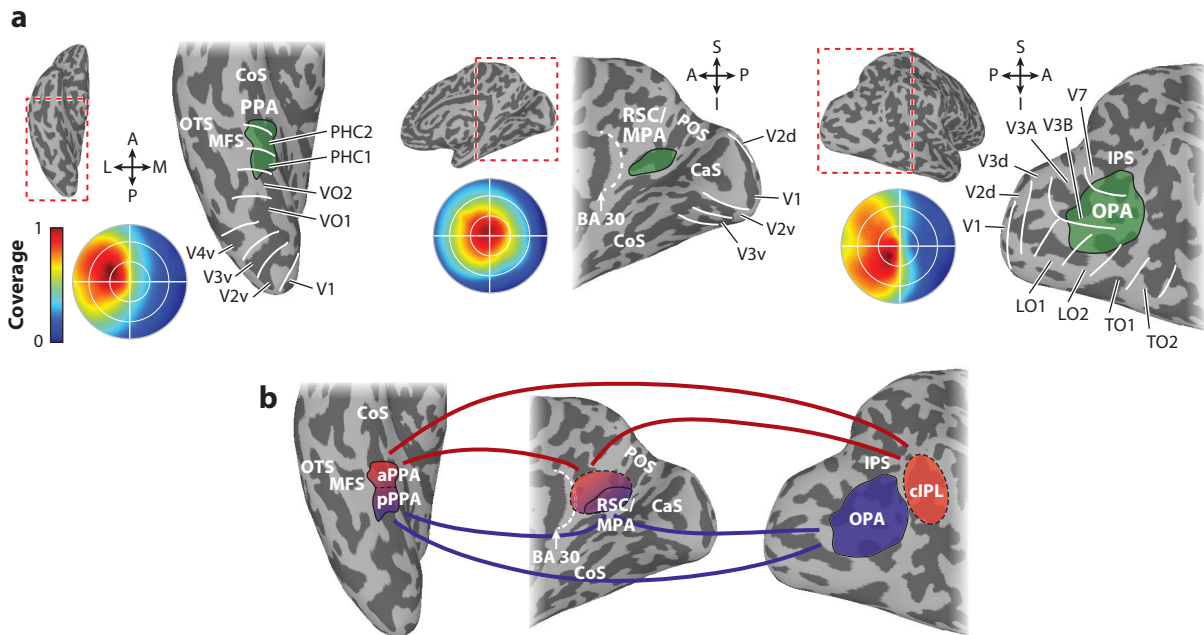 a
CoS
PPA
OTS
MFS
PHC2
PHC1
VO2
VO1
V4v
V3v
V2v
V1
A
L M
P
Coverage
1
0
S
A P
I
RSC/
MPA
POS
V2d
CaS
BA 30
V1
V2v
CoS
V3v
S
P A
I
V7
V3A
V3B
V3d
IPS
V2d
OPA
V1
LO1
LO2
TO1
TO2
b
CoS
OTS
MFS
aPPA
pPPA
POS
RSC/
MPA
CaS
BA 30
CoS
IPS
cIPL
OPA